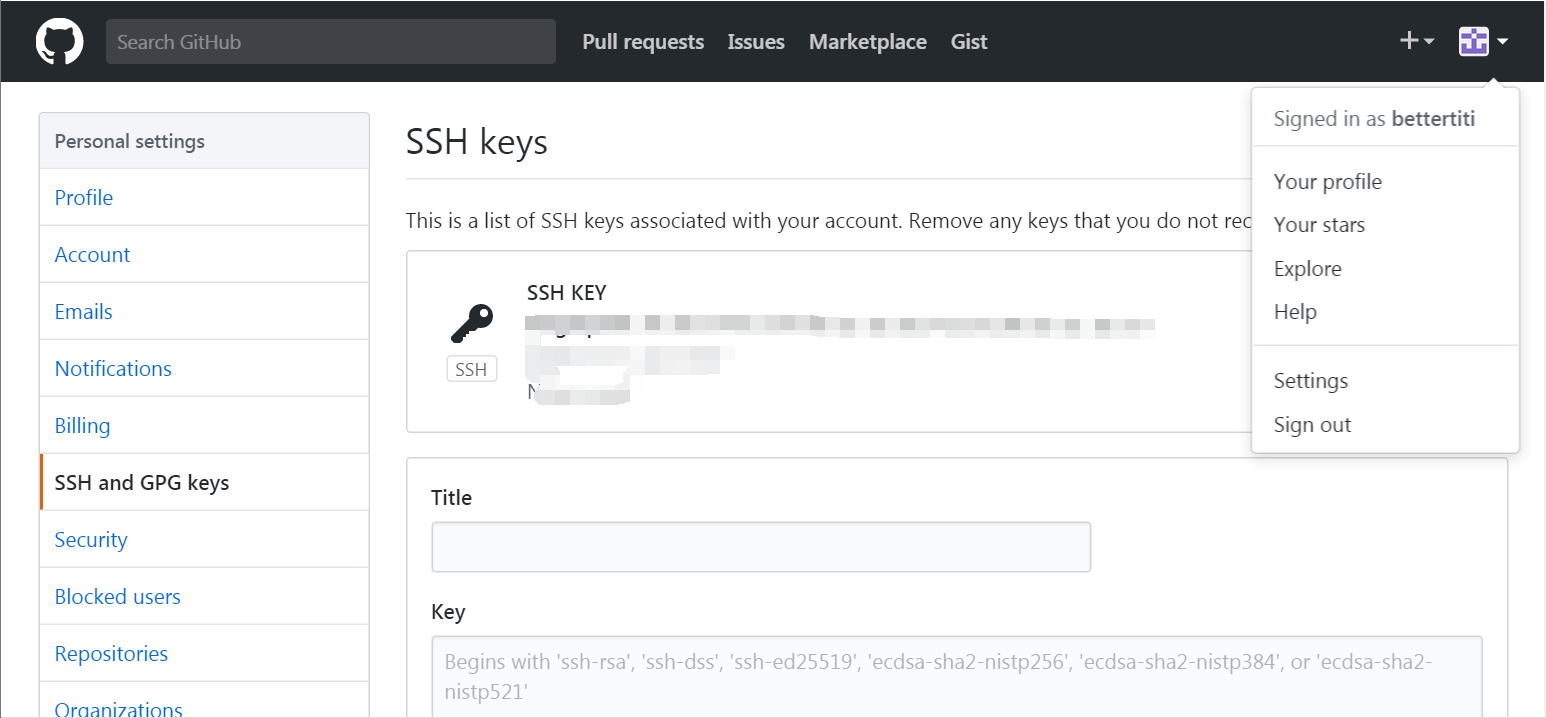 Search GitHub
Pull requests Issues Marketplace Gist
Signed in as bettertiti
Your profile
Your stars
Explore
Help
Settings
Sign out
Personal settings
Profile
Account
Emails
Notifications
Billing
SSH and GPG keys
Security
Blocked users
Repositories
Organizations
SSH keys
This is a list of SSH keys associated with your account. Remove any keys that you do not rec
SSH KEY
SSH
Title
Key
Begins with 'ssh-rsa', 'ssh-dss', 'ssh-ed25519', 'ecdsa-sha2-nistp256', 'ecdsa-sha2-nistp384', or 'ecdsa-sha2-
nistp521'